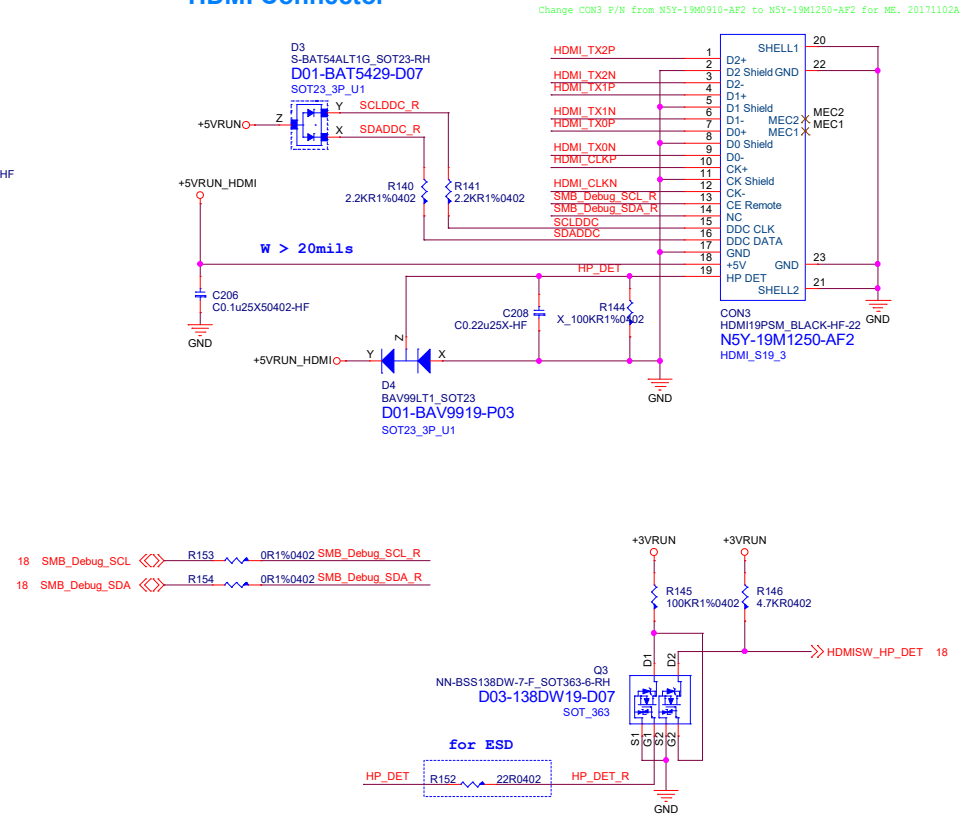 HDMI Connector
Change CON3 P/N from N5Y-19M0910-AF2 to N5Y-19M1250-AF2 for ME. 20171102A
D3
S-BAT54ALT1G_SOT23-RH
D01-BAT5429-D07
SOT23_3P_U1
+5VRUN
Z
Y
SCLDDC_R
X
SDADDC_R
HF
+5VRUN_HDMI
R140
2.2KR1%0402
R141
2.2KR1%0402
W > 20mils
C206
C0.1u25X50402-HF
GND
HDMI_TX2P
HDMI_TX2N
HDMI_TX1P
HDMI_TX1N
HDMI_TX0P
HDMI_TX0N
HDMI_CLKP
HDMI_CLKN
SMB_Debug_SCL_R
SMB_Debug_SDA_R
SCLDDC
SDADDC
HP_DET
1
2
3
4
5
6
7
8
9
10
11
12
13
14
15
16
17
18
19
D2+
D2 Shield
D2-
D1+
D1 Shield
D1-
D0+
D0 Shield
D0-
CK+
CK Shield
CK-
CE Remote
NC
DDC CLK
DDC DATA
GND
+5V
HP DET
SHELL1
GND
MEC2
MEC1
GND
SHELL2
20
22
MEC2
MEC1
23
21
GND
CON3
HDMI19PSM_BLACK-HF-22
N5Y-19M1250-AF2
HDMI_S19_3
C208
C0.22u25X-HF
R144
X_100KR1%0402
+5VRUN_HDMI
Y
Z
X
D4
BAV99LT1_SOT23
D01-BAV9919-P03
SOT23_3P_U1
GND
18 SMB_Debug_SCL
R153
0R1%0402
SMB_Debug_SCL_R
18 SMB_Debug_SDA
R154
0R1%0402
SMB_Debug_SDA_R
+3VRUN
+3VRUN
R145
100KR1%0402
R146
4.7KR0402
HDMISW_HP_DET 18
D1
D2
Q3
NN-BSS138DW-7-F_SOT363-6-RH
D03-138DW19-D07
SOT_363
S1
G1
S2
G2
for ESD
HP_DET
R152
22R0402
HP_DET_R
GND